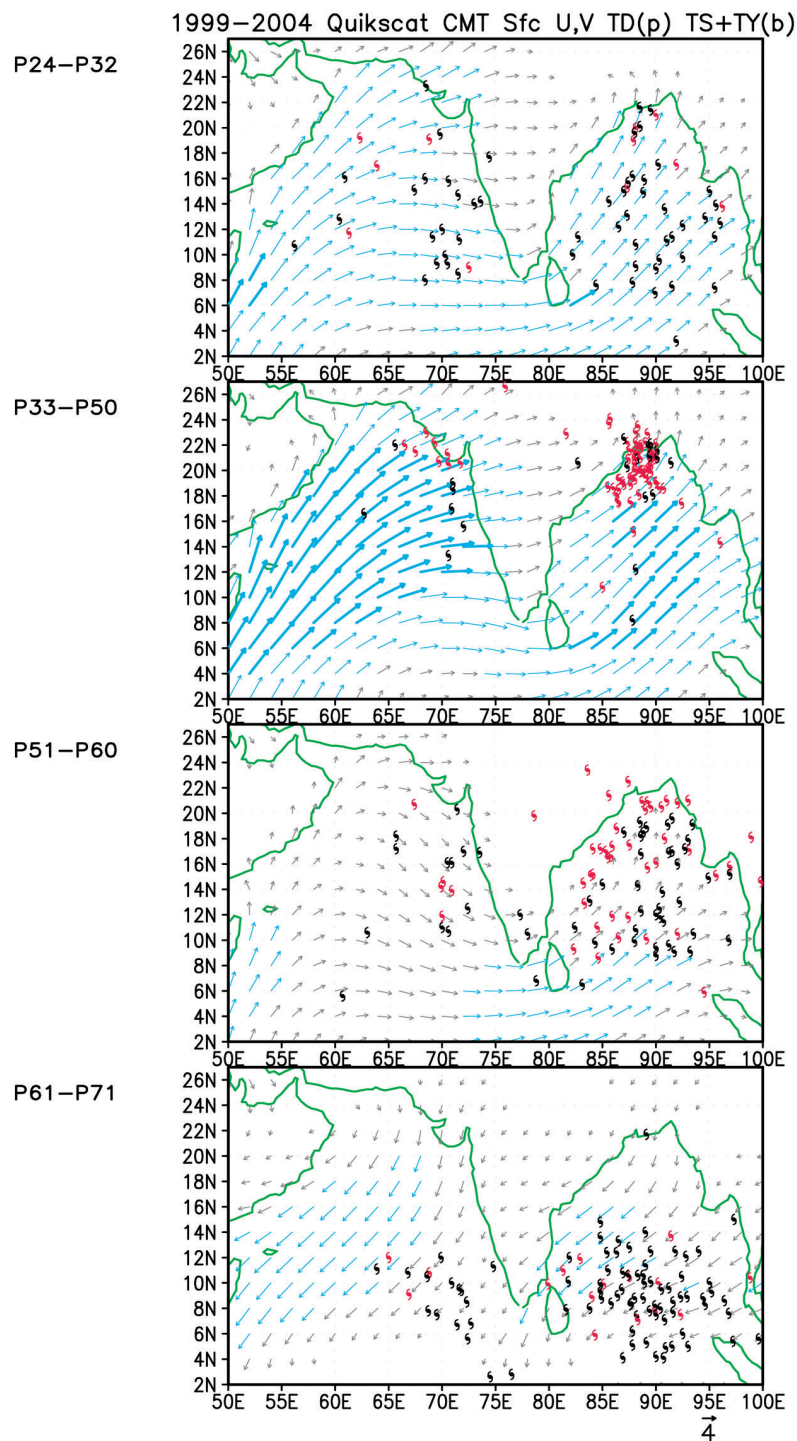 1999−2004 Quikscat CMT Sfc U,V TD(p) TS+TY(b)
P24−P32
26N
24N
22N
20N
18N
16N
14N
12N
10N
8N
6N
4N
2N
50E 55E 60E 65E 70E 75E 80E 85E 90E 95E 100E
P33−P50
26N
24N
22N
20N
18N
16N
14N
12N
10N
8N
6N
4N
2N
50E 55E 60E 65E 70E 75E 80E 85E 90E 95E 100E
P51−P60
26N
24N
22N
20N
18N
16N
14N
12N
10N
8N
6N
4N
2N
50E 55E 60E 65E 70E 75E 80E 85E 90E 95E 100E
P61−P71
26N
24N
22N
20N
18N
16N
14N
12N
10N
8N
6N
4N
2N
50E 55E 60E 65E 70E 75E 80E 85E 90E 95E 100E
4